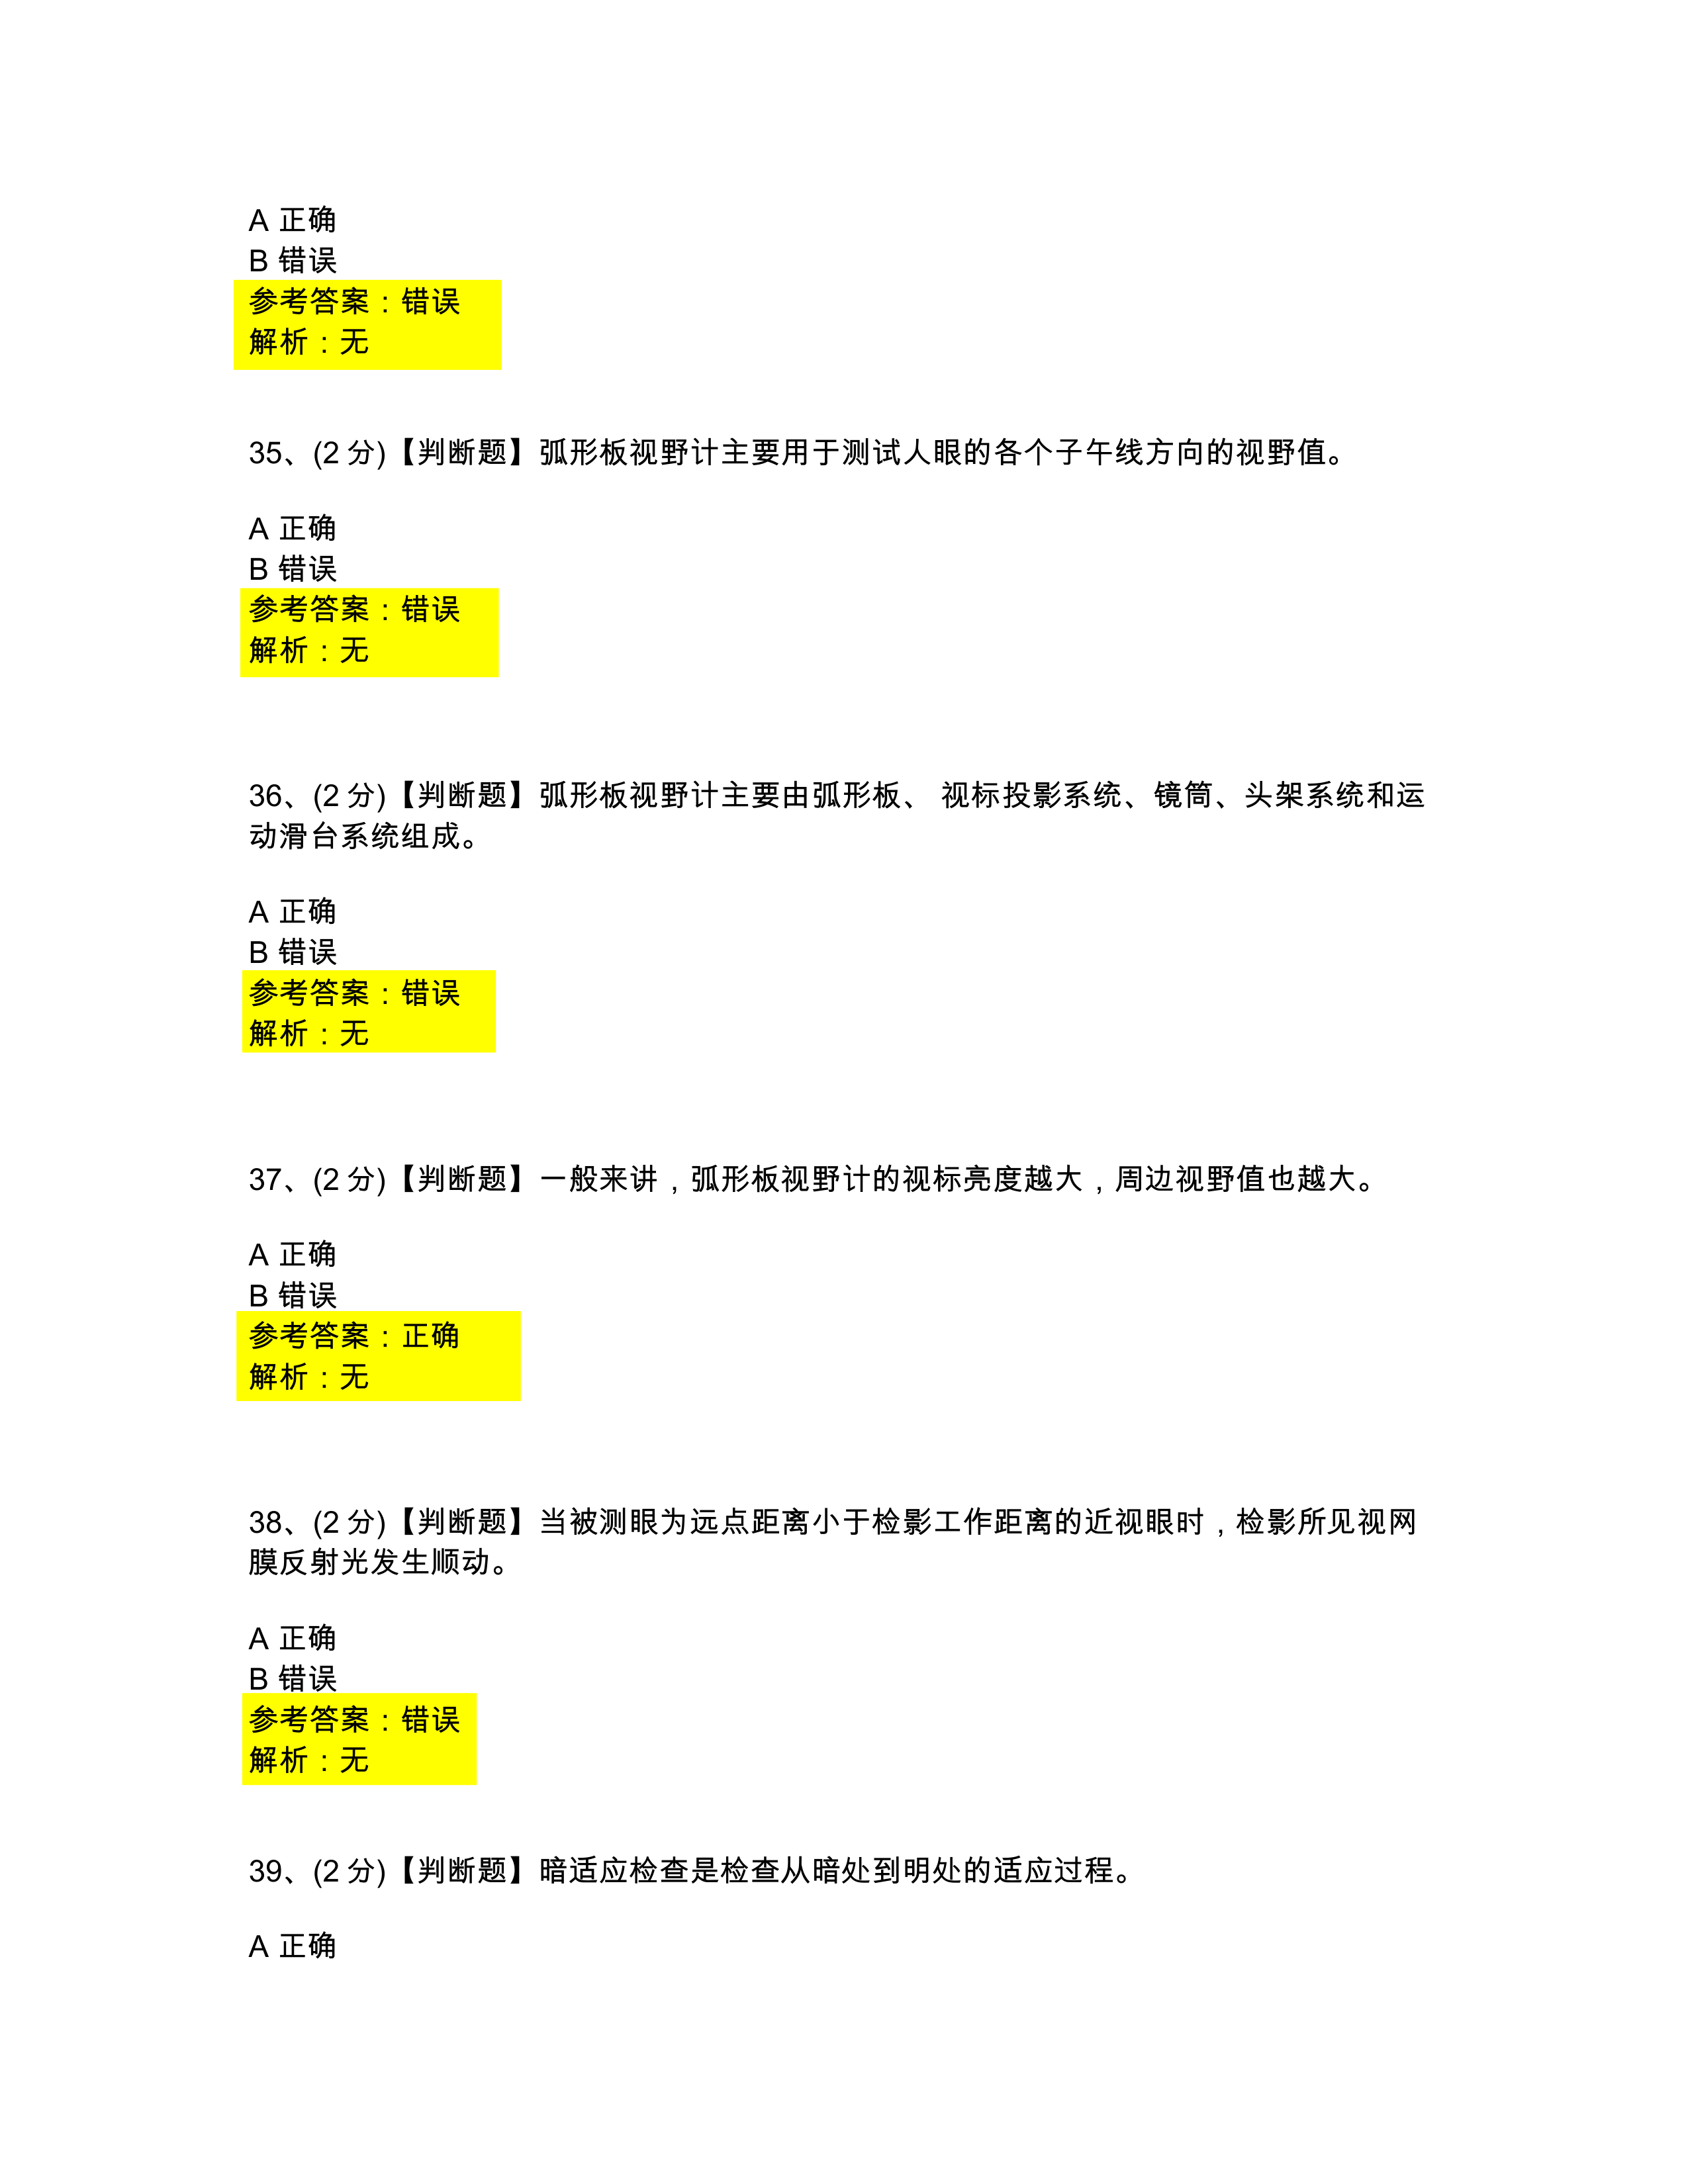 A 正确
B 错误
参考答案：错误
解析：无
35、(2 分)【判断题】弧形板视野计主要用于测试人眼的各个子午线方向的视野值。
A 正确
B 错误
参考答案：错误
解析：无
36、(2 分)【判断题】弧形板视野计主要由弧形板、 视标投影系统、镜筒、头架系统和运
动滑台系统组成。
A 正确
B 错误
参考答案：错误
解析：无
37、(2 分)【判断题】一般来讲，弧形板视野计的视标亮度越大，周边视野值也越大。
A 正确
B 错误
参考答案：正确
解析：无
38、(2 分)【判断题】当被测眼为远点距离小于检影工作距离的近视眼时，检影所见视网
膜反射光发生顺动。
A 正确
B 错误
参考答案：错误
解析：无
39、(2 分)【判断题】暗适应检查是检查从暗处到明处的适应过程。
A 正确